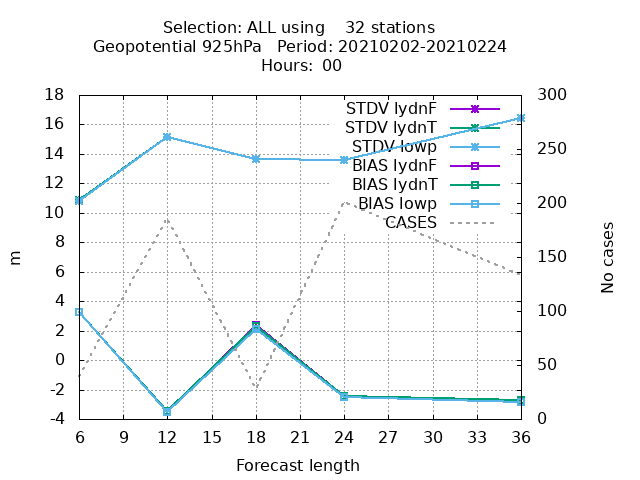 Selection: ALL using    32 stations
Geopotential 925hPa   Period: 20210202-20210224
Hours: 00
18 300
16 250
14 200
12 150
10 100
8 50
6 0
4
2
0
-2
-4
STDV lydnF
STDV lydnT
STDV lowp
BIAS lydnF
BIAS lydnT
BIAS lowp
CASES
m
No cases
6 9 12 15 18 21 24 27 30 33 36
Forecast length